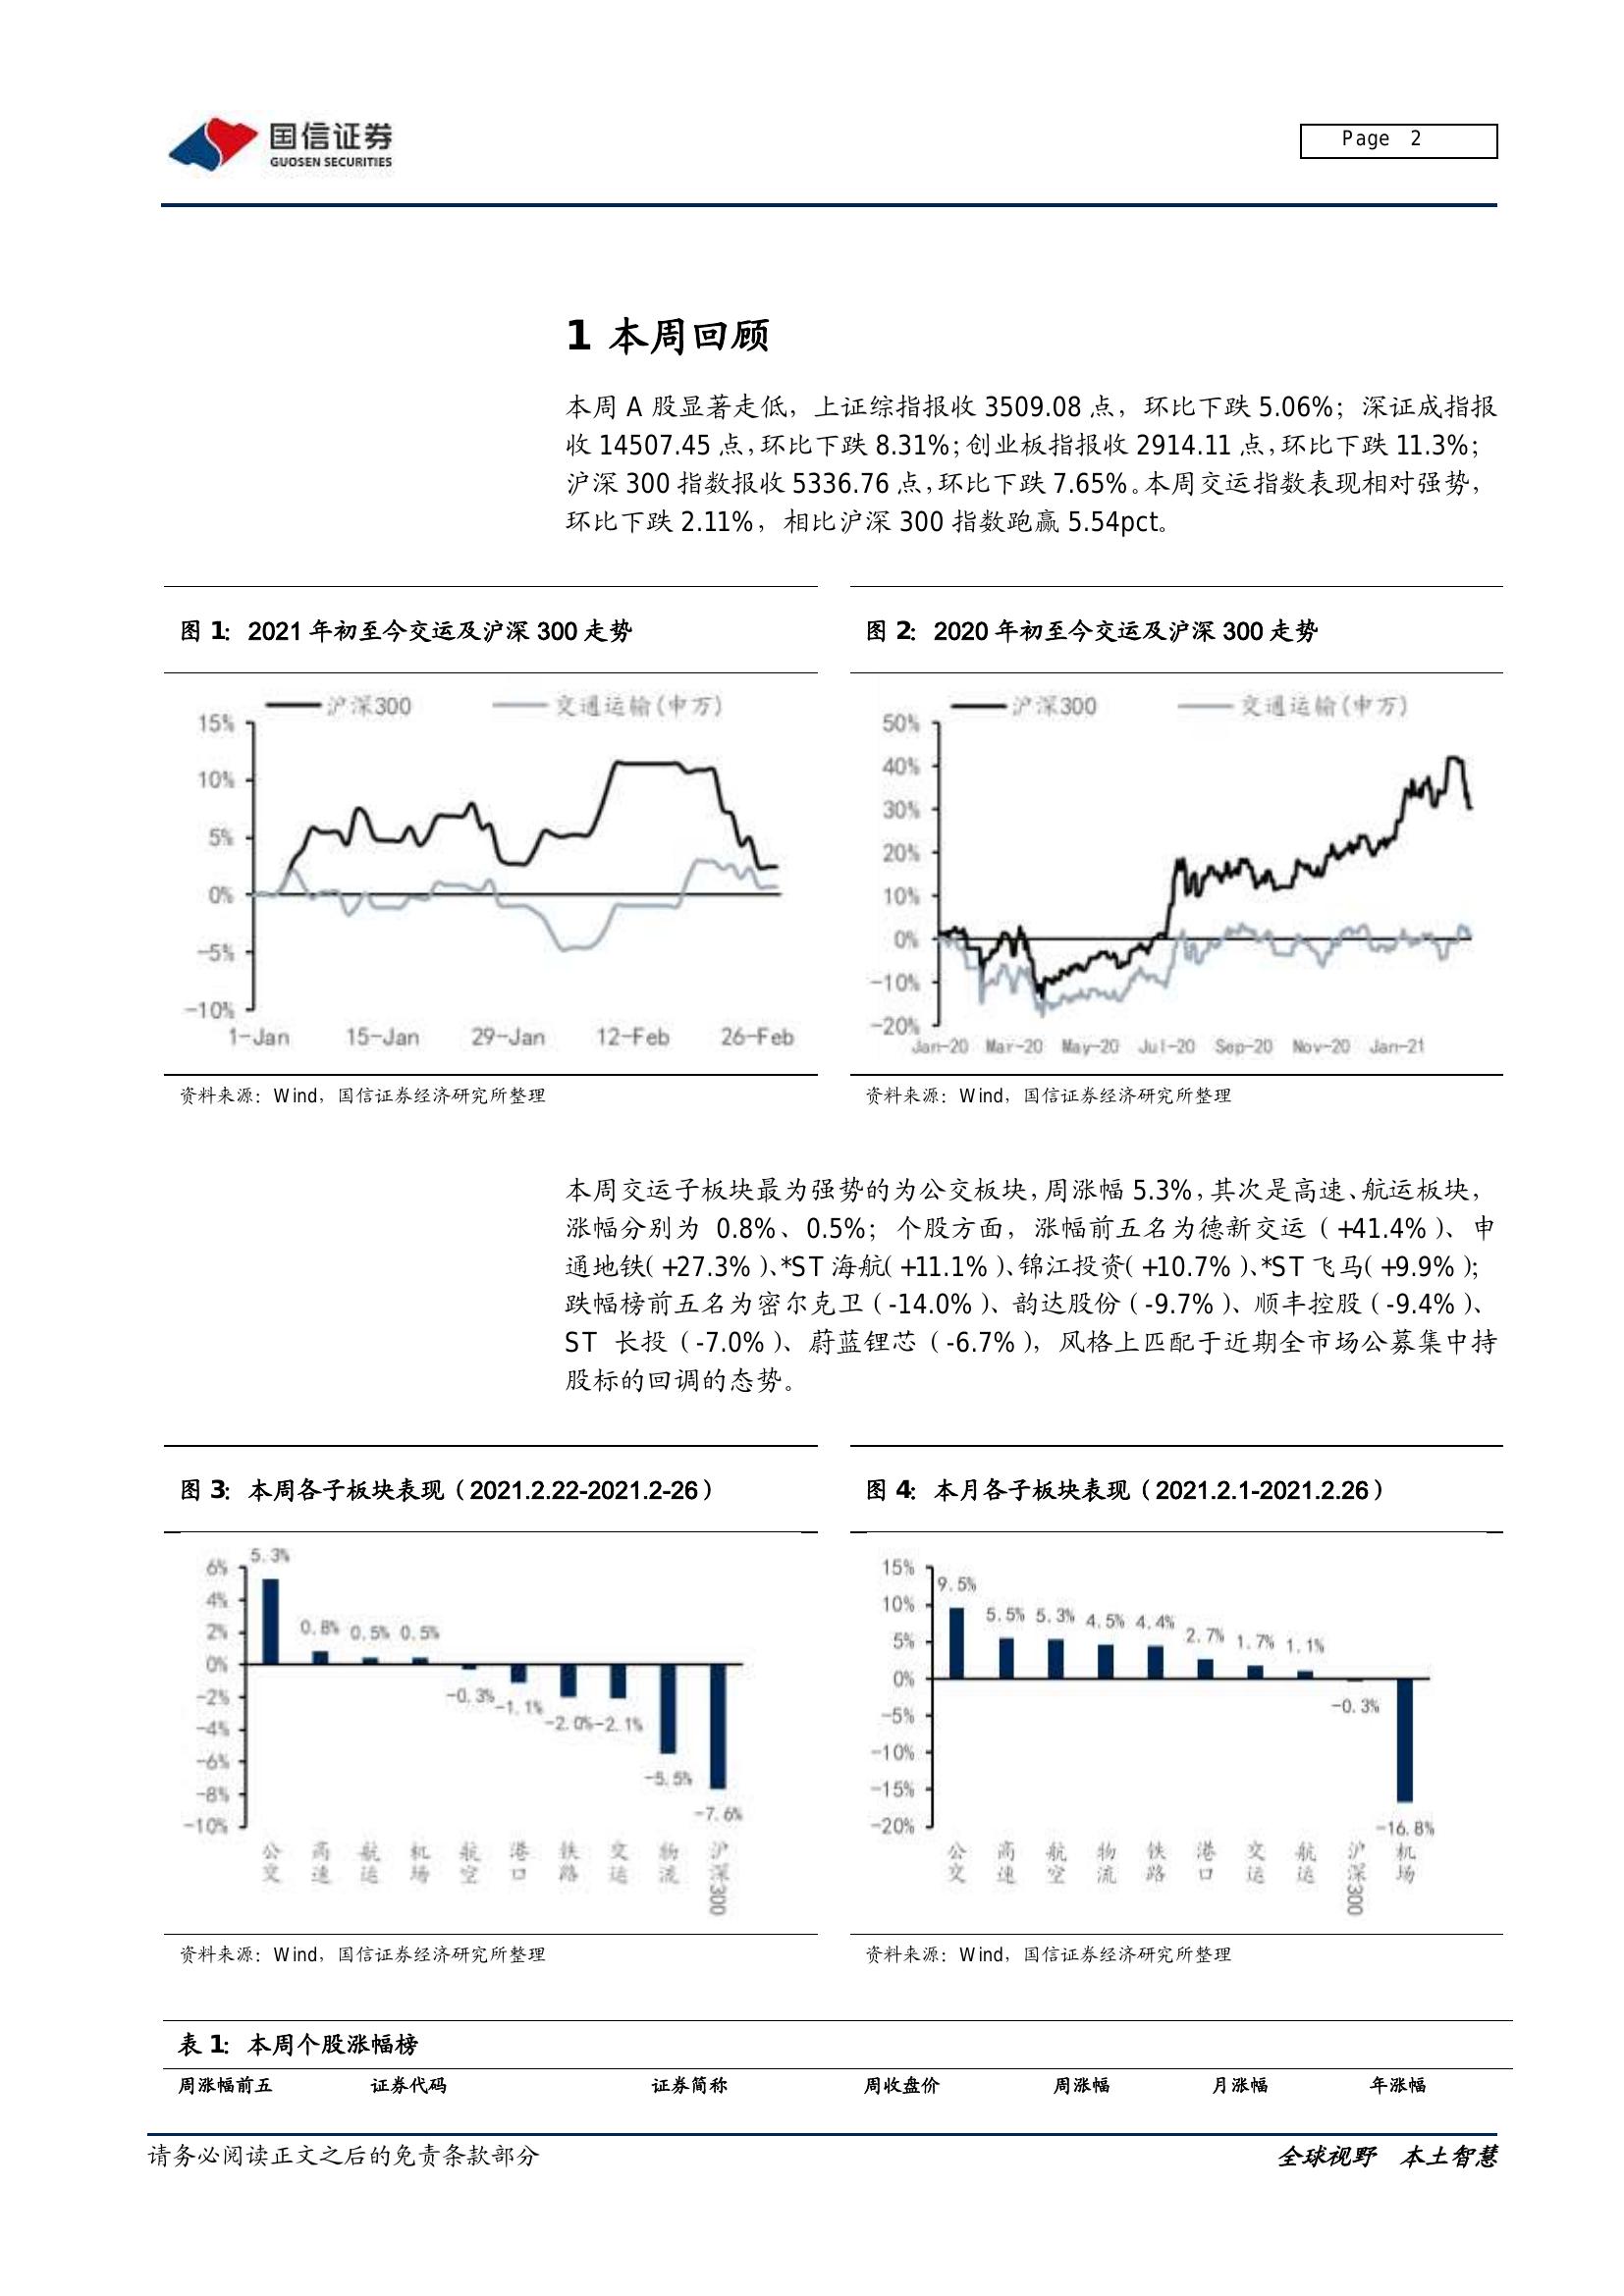 国信证券
GUOSEN SECURITIES
Page 2
1 本周回顾
本周 A 股显著走低，上证综指报收 3509.08 点，环比下跌 5.06%；深证成指报
收 14507.45 点，环比下跌 8.31%；创业板指报收 2914.11 点，环比下跌 11.3%；
沪深 300 指数报收 5336.76 点，环比下跌 7.65%。本周交运指数表现相对强势，
环比下跌 2.11%，相比沪深 300 指数跑赢 5.54pct。
图 1：2021 年初至今交运及沪深 300 走势
沪深300 交通运输(申万)
15%
10%
5%
0%
-5%
-10%
1-Jan 15-Jan 29-Jan 12-Feb 26-Feb
资料来源：Wind，国信证券经济研究所整理
图 2：2020 年初至今交运及沪深 300 走势
沪深300 交通运输(申万)
50%
40%
30%
20%
10%
0%
-10%
-20%
Jan-20 Mar-20 May-20 Jul-20 Sep-20 Nov-20 Jan-21
资料来源：Wind，国信证券经济研究所整理
本周交运子板块最为强势的为公交板块，周涨幅 5.3%，其次是高速、航运板块，
涨幅分别为 0.8%、0.5%；个股方面，涨幅前五名为德新交运（+41.4%）、申
通地铁（+27.3%）、*ST 海航（+11.1%）、锦江投资（+10.7%）、*ST 飞马（+9.9%）；
跌幅榜前五名为密尔克卫（-14.0%）、韵达股份（-9.7%）、顺丰控股（-9.4%）、
ST 长投（-7.0%）、蔚蓝锂芯（-6.7%），风格上匹配于近期全市场公募集中持
股标的回调的态势。
图 3：本周各子板块表现（2021.2.22-2021.2-26）
6%
4%
2%
0%
-2%
-4%
-6%
-8%
-10%
5.3% 0.8% 0.5% 0.5% -0.3% -1.1% -2.0% -2.1% -5.5% -7.6%
公交 高速 航运 机场 航空 港口 铁路 交运 物流 沪深300
资料来源：Wind，国信证券经济研究所整理
图 4：本月各子板块表现（2021.2.1-2021.2.26）
15%
10%
5%
0%
-5%
-10%
-15%
-20%
9.5% 5.5% 5.3% 4.5% 4.4% 2.7% 1.7% 1.1% -0.3% -16.8%
公交 高速 航空 物流 铁路 港口 交运 航运 沪深300 机场
资料来源：Wind，国信证券经济研究所整理
表 1：本周个股涨幅榜
周涨幅前五 证券代码 证券简称 周收盘价 周涨幅 月涨幅 年涨幅
请务必阅读正文之后的免责条款部分
全球视野 本土智慧